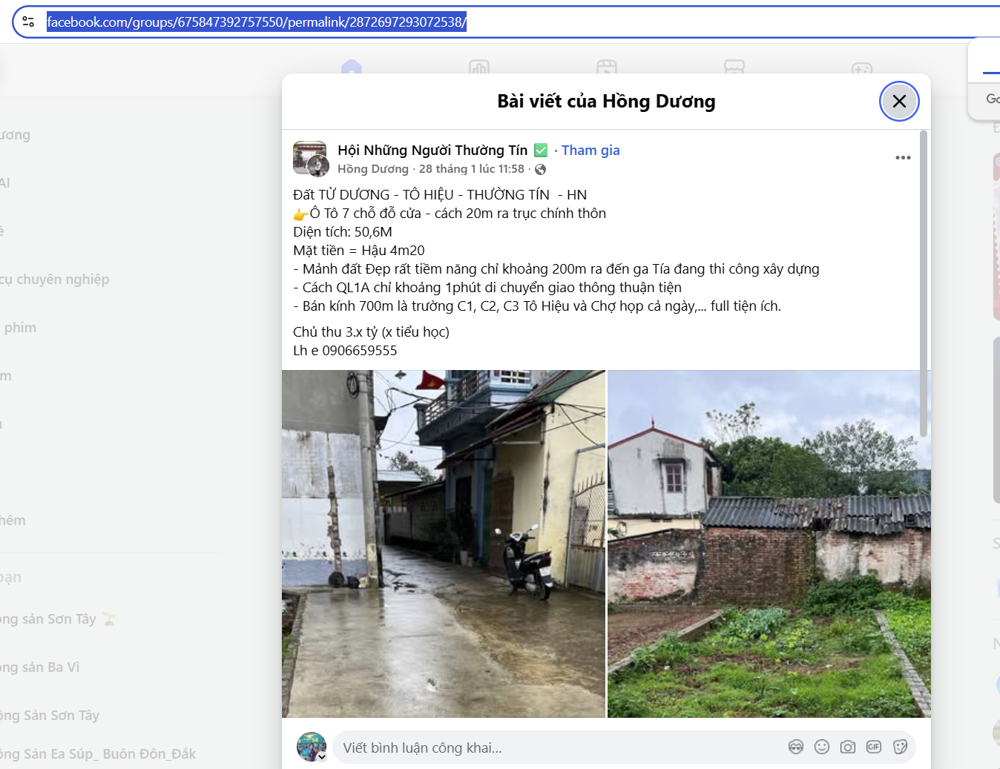 facebook.com/groups/675847392757550/permalink/2872697293072538/
Bài viết của Hồng Dương
Hội Những Người Thường Tín ✅ · Tham gia
Hồng Dương · 28 tháng 1 lúc 11:58 ·
Đất TỬ DƯƠNG - TÔ HIỆU - THƯỜNG TÍN - HN
👉Ô Tô 7 chỗ đỗ cửa - cách 20m ra trục chính thôn
Diện tích: 50,6M
Mặt tiền = Hậu 4m20
- Mảnh đất Đẹp rất tiềm năng chỉ khoảng 200m ra đến ga Tía đang thi công xây dựng
- Cách QL1A chỉ khoảng 1phút di chuyển giao thông thuận tiện
- Bán kính 700m là trường C1, C2, C3 Tô Hiệu và Chợ họp cả ngày,... full tiện ích.
Chủ thu 3.x tỷ (x tiểu học)
Lh e 0906659555
Viết bình luận công khai...
GIF
ương
AI
è
cụ chuyên nghiệp
phim
m
hêm
bạn
ộng sản Sơn Tây
ộng sản Ba Vì
ộng Sản Sơn Tây
ộng Sản Ea Súp_ Buôn Đôn_Đắk
Go